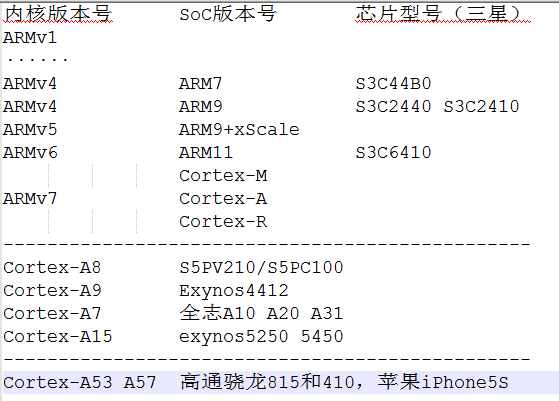 内核版本号 SoC版本号 芯片型号（三星）
ARMv1
······
ARMv4 ARM7 S3C44B0
ARMv4 ARM9 S3C2440 S3C2410
ARMv5 ARM9+xScale
ARMv6 ARM11 S3C6410
Cortex-M
ARMv7 Cortex-A
Cortex-R
------------------------------------------------
Cortex-A8 S5PV210/S5PC100
Cortex-A9 Exynos4412
Cortex-A7 全志A10 A20 A31
Cortex-A15 exynos5250 5450
------------------------------------------------
Cortex-A53 A57 高通骁龙815和410，苹果iPhone5S